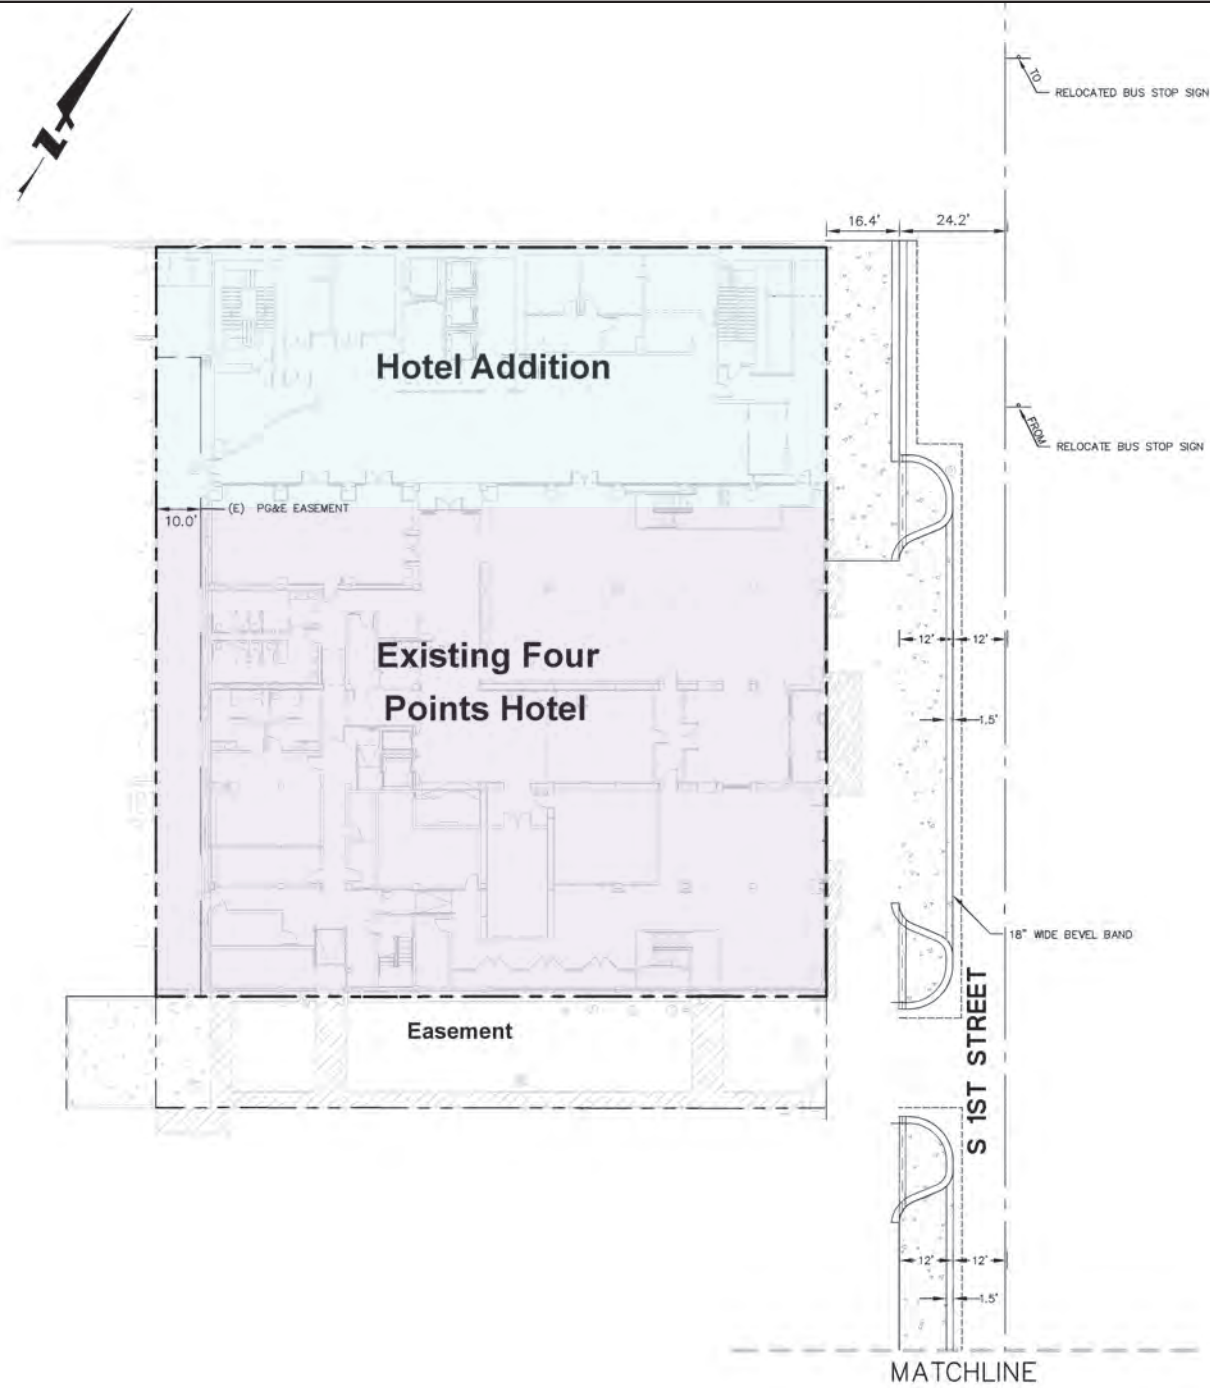 Z
TO
RELOCATED BUS STOP SIGN
16.4'
24.2'
Hotel Addition
FROM
RELOCATE BUS STOP SIGN
10.0'
(E) PG&E EASEMENT
12'
12'
Existing Four
Points Hotel
1.5'
18" WIDE BEVEL BAND
Easement
S 1ST STREET
12'
12'
1.5'
MATCHLINE